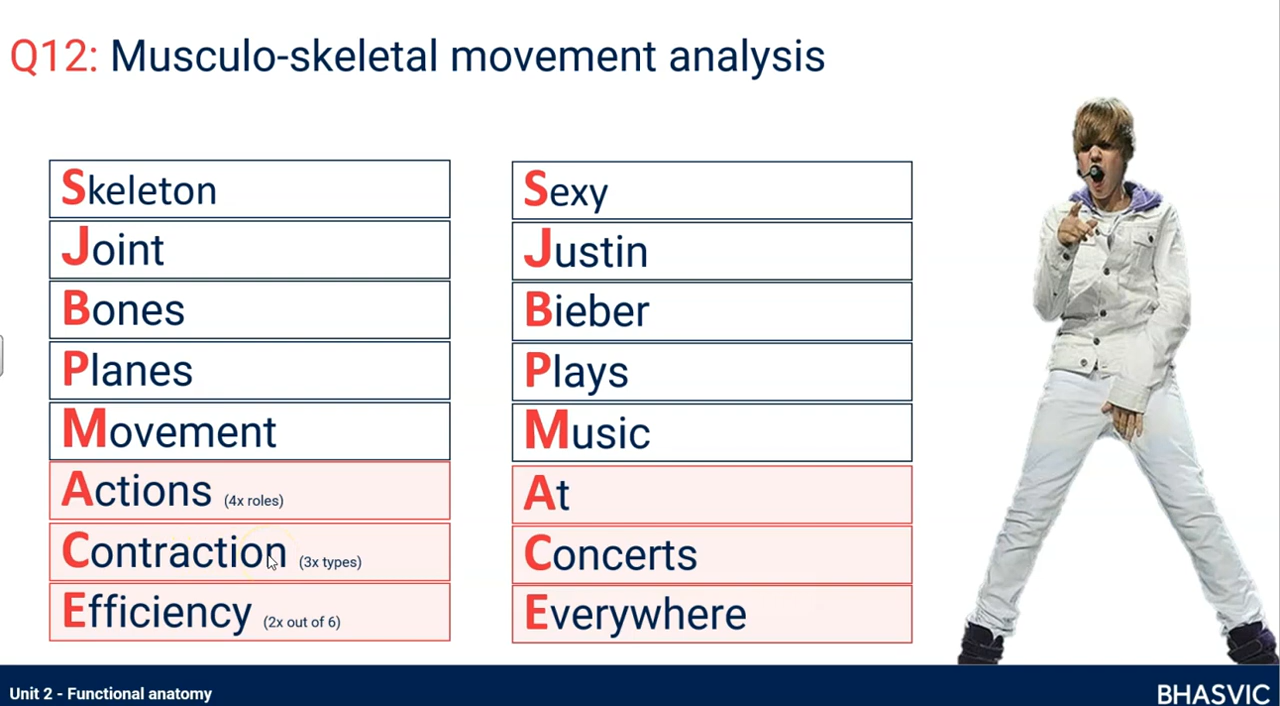 Q12: Musculo-skeletal movement analysis
Skeleton
Joint
Bones
Planes
Movement
Actions (4x roles)
Contraction (3x types)
Efficiency (2x out of 6)
Sexy
Justin
Bieber
Plays
Music
At
Concerts
Everywhere
Unit 2 - Functional anatomy
BHASVIC